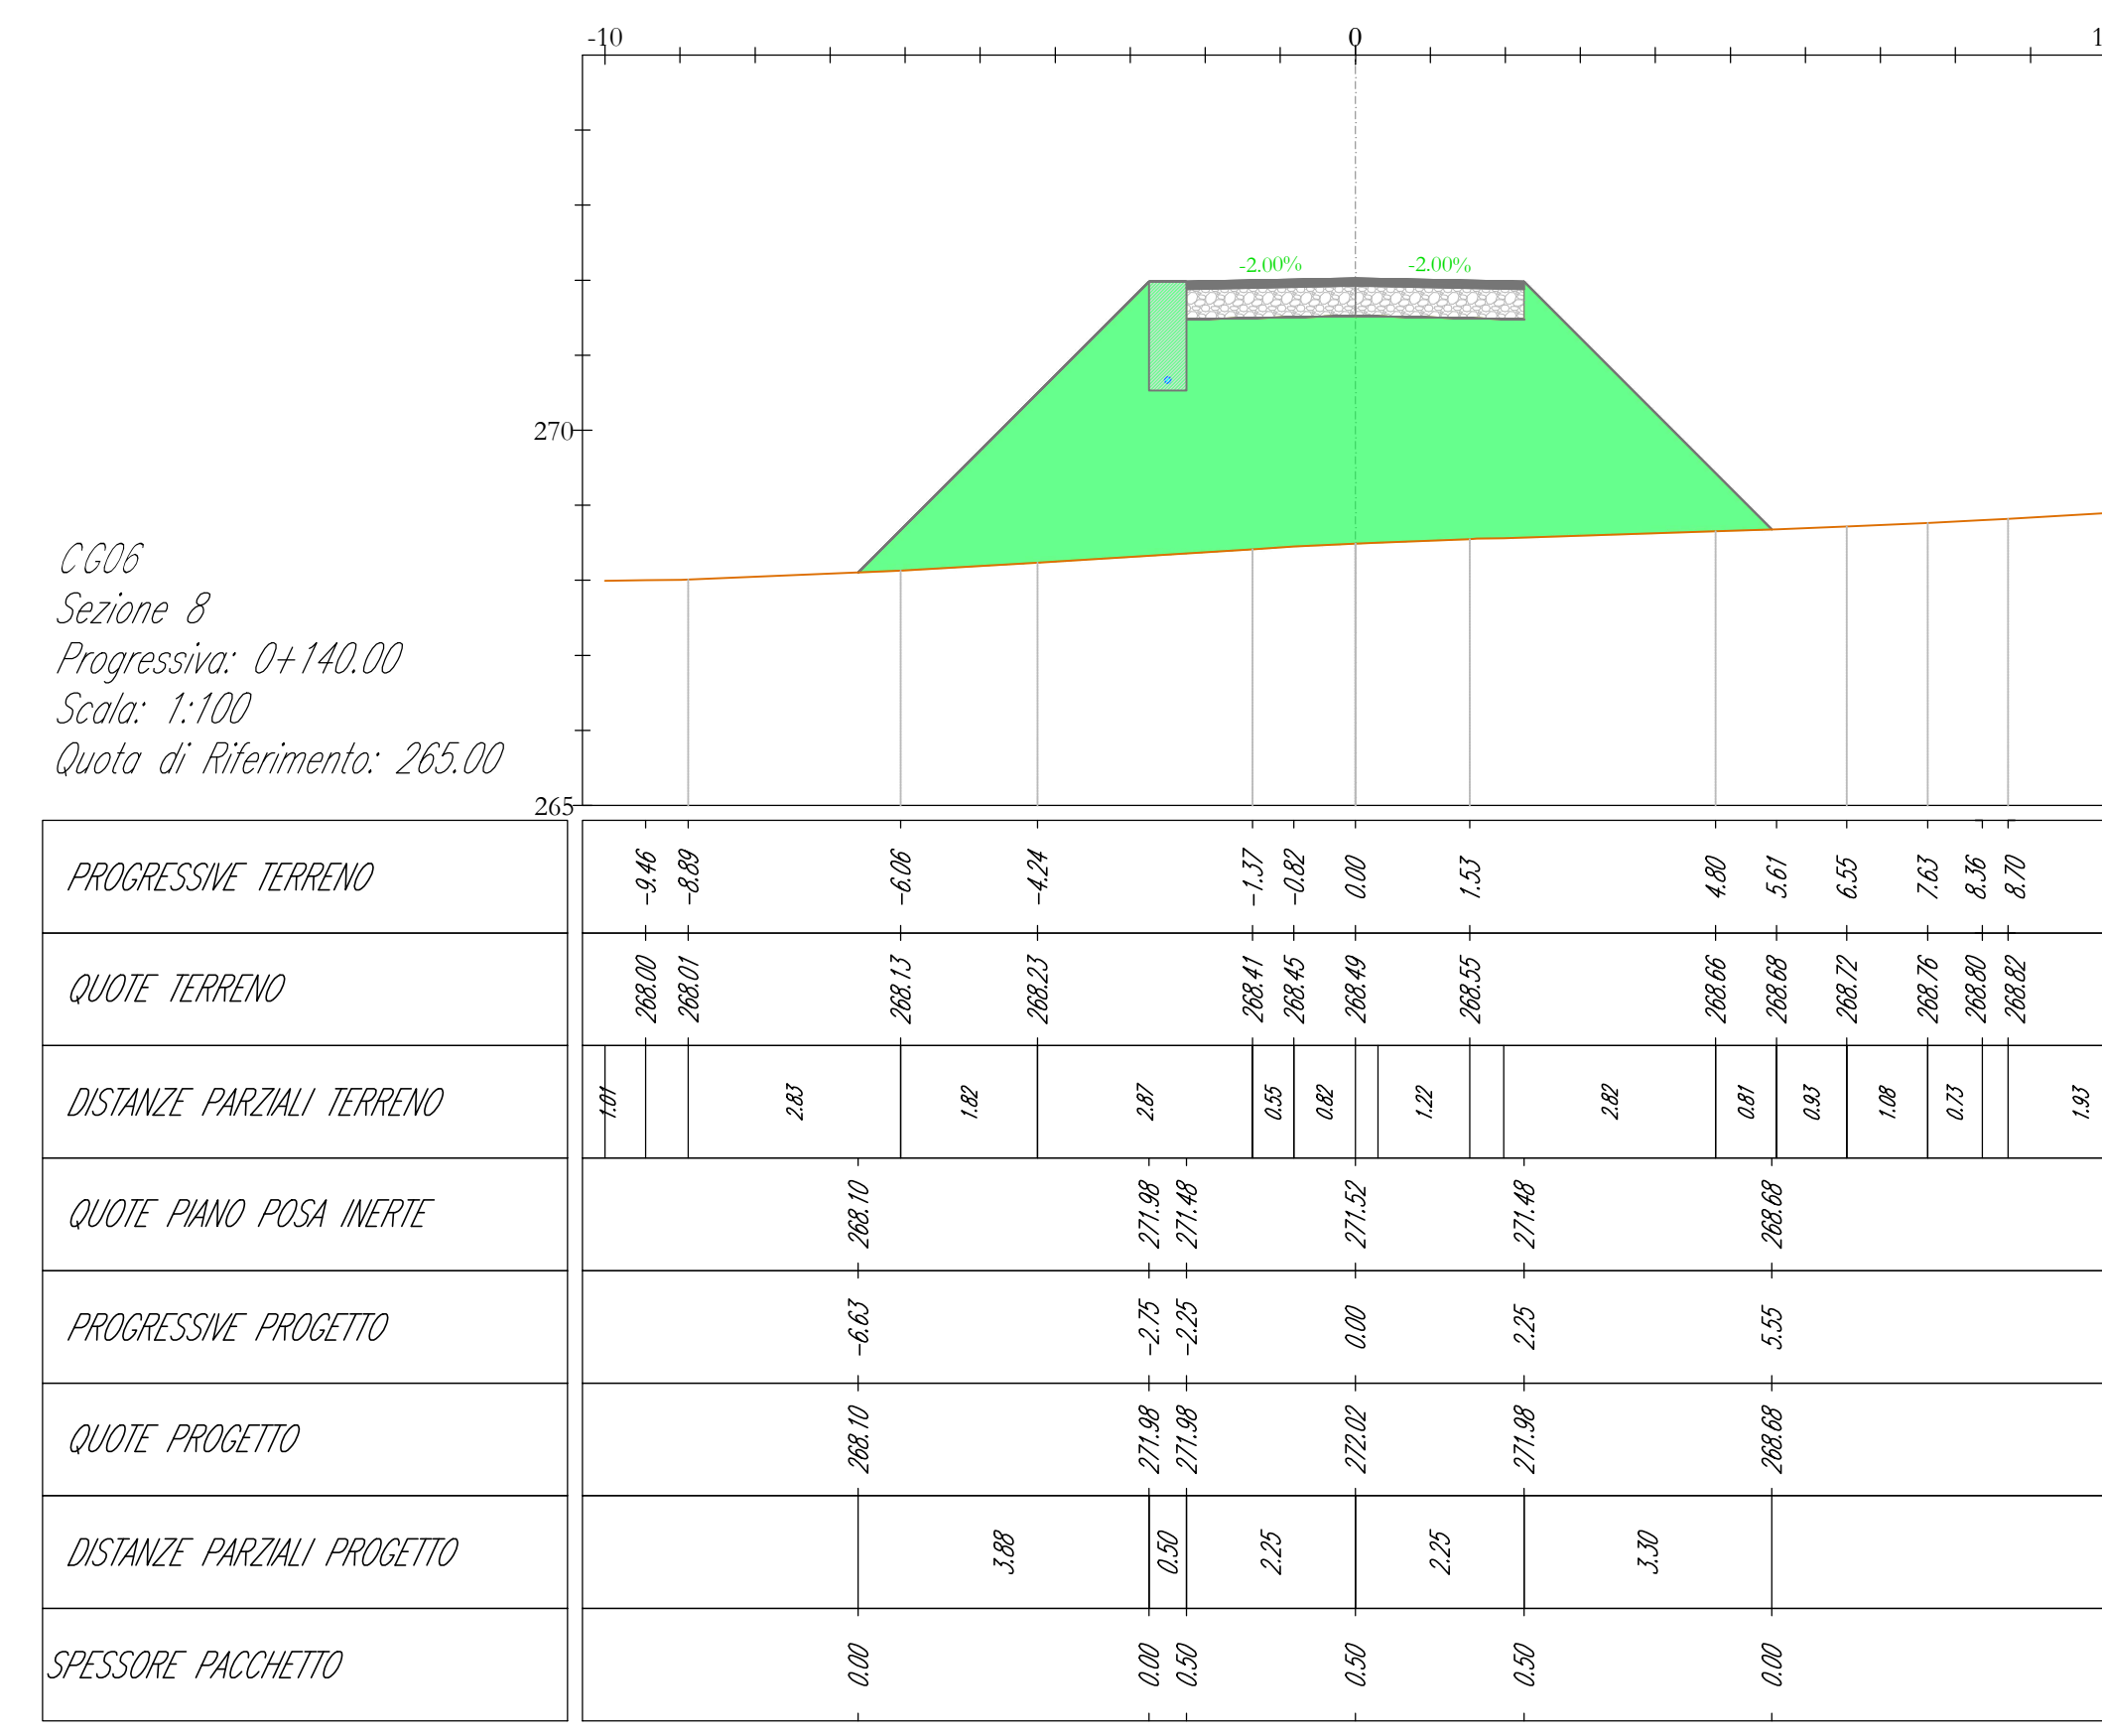 -10 0 1
-2.00% -2.00%
270
265
CG06
Sezione 8
Progressiva: 0+140.00
Scala: 1:100
Quota di Riferimento: 265.00
PROGRESSIVE TERRENO -9.46 -8.89 -6.06 -4.24 -1.37 -0.82 0.00 1.53 4.80 5.61 6.55 7.63 8.36 8.70
QUOTE TERRENO 268.00 268.01 268.13 268.23 268.41 268.45 268.49 268.55 268.66 268.68 268.72 268.76 268.80 268.82
DISTANZE PARZIALI TERRENO 1.01 2.83 1.82 2.87 0.55 0.82 1.22 2.82 0.81 0.93 1.08 0.73 1.93
QUOTE PIANO POSA INERTE 268.10 271.98 271.48 271.52 271.48 268.68
PROGRESSIVE PROGETTO -6.63 -2.75 -2.25 0.00 2.25 5.55
QUOTE PROGETTO 268.10 271.98 271.98 272.02 271.98 268.68
DISTANZE PARZIALI PROGETTO 3.88 0.50 2.25 2.25 3.30
SPESSORE PACCHETTO 0.00 0.00 0.50 0.50 0.50 0.00